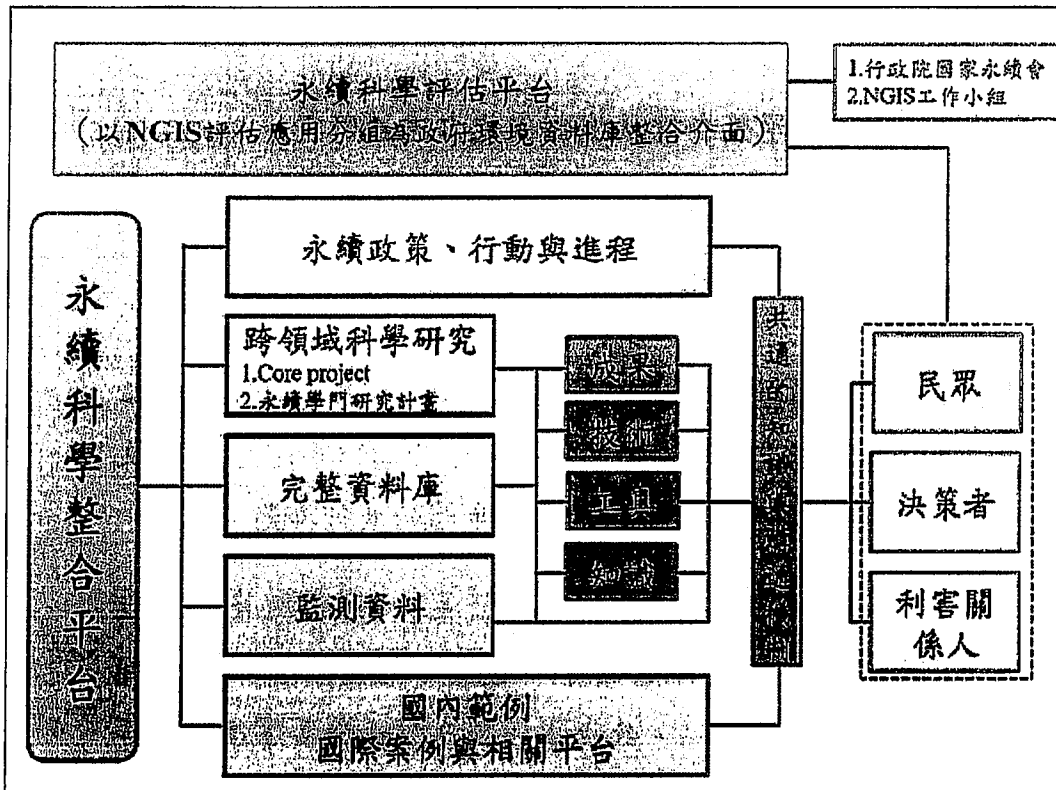 永續科學評估平台
（以NGIS評估應用分組為政府環境資料庫整合介面）
1.行政院國家永續會
2.NGIS工作小組
永續科學整合平台
永續政策、行動與進程
跨領域科學研究
1.Core project
2.永續學門研究計畫
完整資料庫
監測資料
國內範例
國際案例與相關平台
成果
技術
工具
知識
共通的知識
民眾
決策者
利害關
係人